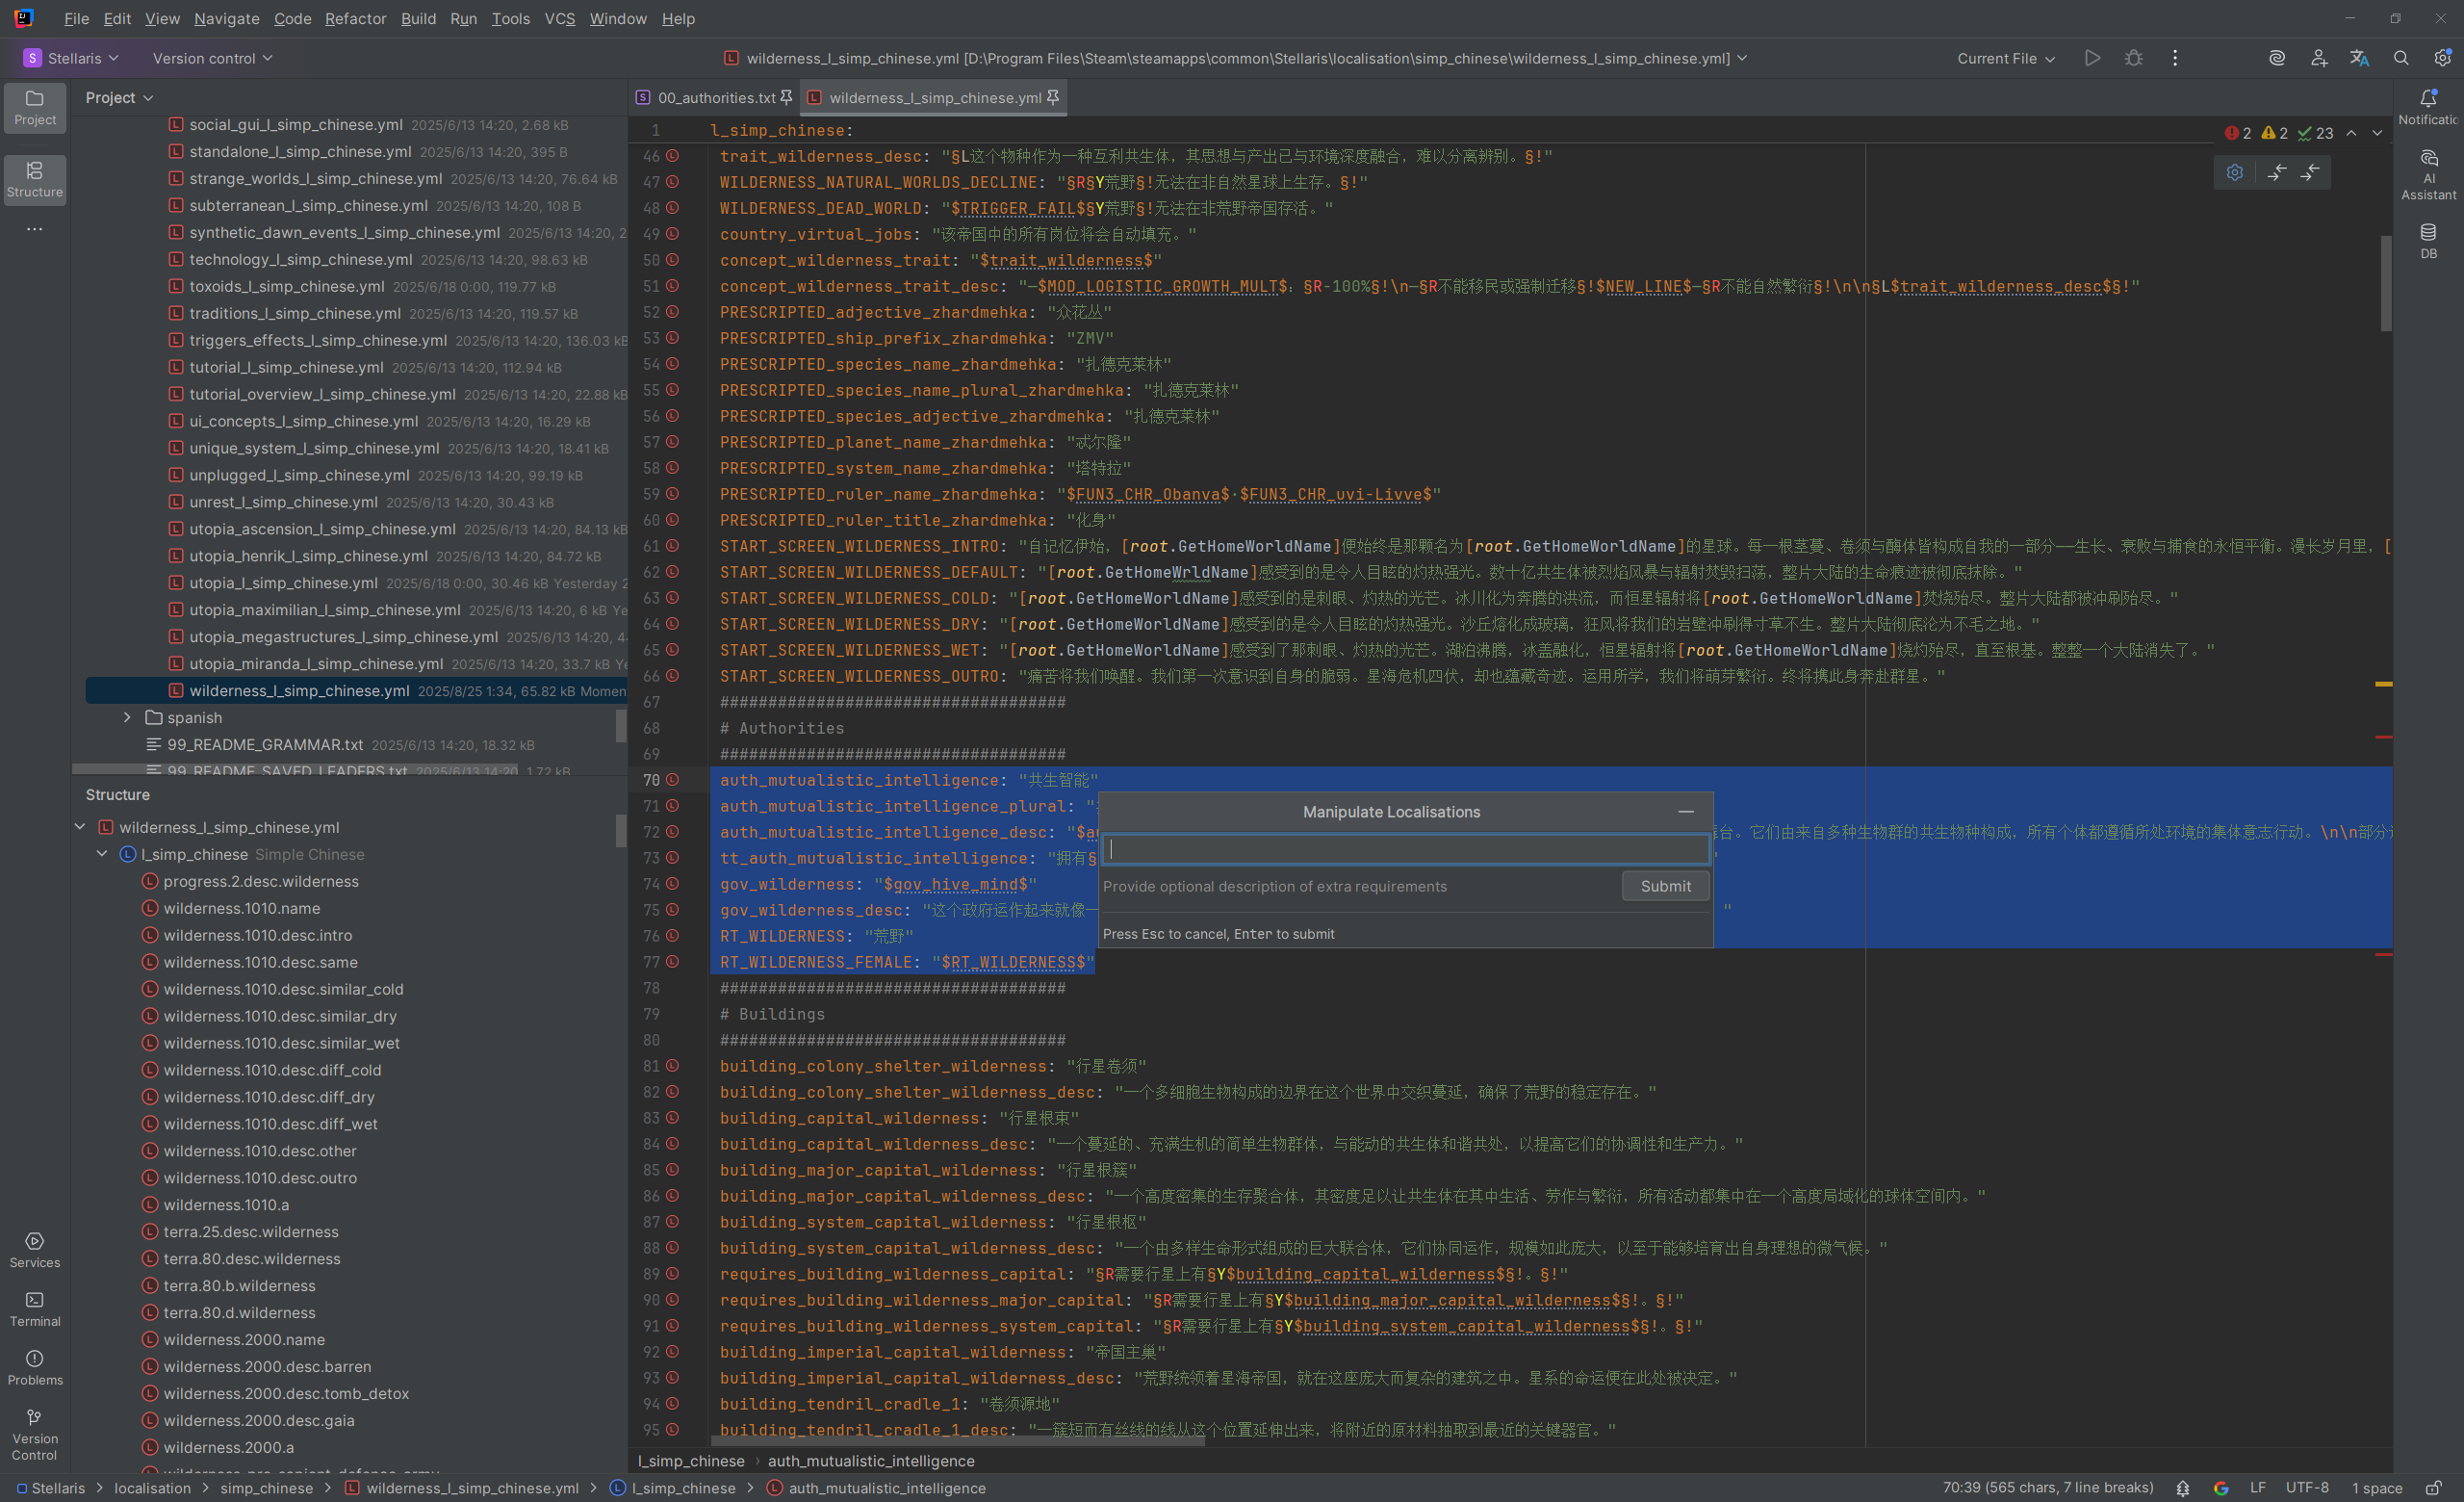 File Edit View Navigate Code Refactor Build Run Tools VCS Window Help
S Stellaris Version control
wilderness_l_simp_chinese.yml [D:\Program Files\Steam\steamapps\common\Stellaris\localisation\simp_chinese\wilderness_l_simp_chinese.yml]
Current File
Project
Structure
Project
social_gui_l_simp_chinese.yml 2025/6/13 14:20, 2.68 kB
standalone_l_simp_chinese.yml 2025/6/13 14:20, 395 B
strange_worlds_l_simp_chinese.yml 2025/6/13 14:20, 76.64 kB
subterranean_l_simp_chinese.yml 2025/6/13 14:20, 108 B
synthetic_dawn_events_l_simp_chinese.yml 2025/6/13 14:20, 2
technology_l_simp_chinese.yml 2025/6/13 14:20, 98.63 kB
toxoids_l_simp_chinese.yml 2025/6/18 0:00, 119.77 kB
traditions_l_simp_chinese.yml 2025/6/13 14:20, 119.57 kB
triggers_effects_l_simp_chinese.yml 2025/6/13 14:20, 136.03 kB
tutorial_l_simp_chinese.yml 2025/6/13 14:20, 112.94 kB
tutorial_overview_l_simp_chinese.yml 2025/6/13 14:20, 22.88 kB
ui_concepts_l_simp_chinese.yml 2025/6/13 14:20, 16.29 kB
unique_system_l_simp_chinese.yml 2025/6/13 14:20, 18.41 kB
unplugged_l_simp_chinese.yml 2025/6/13 14:20, 99.19 kB
unrest_l_simp_chinese.yml 2025/6/13 14:20, 30.43 kB
utopia_ascension_l_simp_chinese.yml 2025/6/13 14:20, 84.13 kB
utopia_henrik_l_simp_chinese.yml 2025/6/13 14:20, 84.72 kB
utopia_l_simp_chinese.yml 2025/6/18 0:00, 30.46 kB Yesterday 2
utopia_maximilian_l_simp_chinese.yml 2025/6/13 14:20, 6 kB Ye
utopia_megastructures_l_simp_chinese.yml 2025/6/13 14:20, 4
utopia_miranda_l_simp_chinese.yml 2025/6/13 14:20, 33.7 kB Ye
wilderness_l_simp_chinese.yml 2025/8/25 1:34, 65.82 kB Momen
spanish
99_README_GRAMMAR.txt 2025/6/13 14:20, 18.32 kB
99_README_SAVED_LEADERS.txt 2025/6/13 14:20, 1.72 kB
Structure
wilderness_l_simp_chinese.yml
l_simp_chinese Simple Chinese
progress.2.desc.wilderness
wilderness.1010.name
wilderness.1010.desc.intro
wilderness.1010.desc.same
wilderness.1010.desc.similar_cold
wilderness.1010.desc.similar_dry
wilderness.1010.desc.similar_wet
wilderness.1010.desc.diff_cold
wilderness.1010.desc.diff_dry
wilderness.1010.desc.diff_wet
wilderness.1010.desc.other
wilderness.1010.desc.outro
wilderness.1010.a
terra.25.desc.wilderness
terra.80.desc.wilderness
terra.80.b.wilderness
terra.80.d.wilderness
wilderness.2000.name
wilderness.2000.desc.barren
wilderness.2000.desc.tomb_detox
wilderness.2000.desc.gaia
wilderness.2000.a
Services
Terminal
Problems
Version Control
00_authorities.txt wilderness_l_simp_chinese.yml
2 2 23
1 l_simp_chinese:
46 trait_wilderness_desc: "§L这个物种作为一种互利共生体，其思想与产出已与环境深度融合，难以分离辨别。§!"
47 WILDERNESS_NATURAL_WORLDS_DECLINE: "§R§Y荒野§!无法在非自然星球上生存。§!"
48 WILDERNESS_DEAD_WORLD: "$TRIGGER_FAIL$§Y荒野§!无法在非荒野帝国存活。"
49 country_virtual_jobs: "该帝国中的所有岗位将会自动填充。"
50 concept_wilderness_trait: "$trait_wilderness$"
51 concept_wilderness_trait_desc: "—$MOD_LOGISTIC_GROWTH_MULT$：§R-100%§!\n—§R不能移民或强制迁移§!$NEW_LINE$—§R不能自然繁衍§!\n\n§L$trait_wilderness_desc$§!"
52 PRESCRIPTED_adjective_zhardmehka: "众花丛"
53 PRESCRIPTED_ship_prefix_zhardmehka: "ZMV"
54 PRESCRIPTED_species_name_zhardmehka: "扎德克莱林"
55 PRESCRIPTED_species_name_plural_zhardmehka: "扎德克莱林"
56 PRESCRIPTED_species_adjective_zhardmehka: "扎德克莱林"
57 PRESCRIPTED_planet_name_zhardmehka: "忒尔隆"
58 PRESCRIPTED_system_name_zhardmehka: "塔特拉"
59 PRESCRIPTED_ruler_name_zhardmehka: "$FUN3_CHR_Obanva$·$FUN3_CHR_uvi-Livve$"
60 PRESCRIPTED_ruler_title_zhardmehka: "化身"
61 START_SCREEN_WILDERNESS_INTRO: "自记忆伊始，[root.GetHomeWorldName]便始终是那颗名为[root.GetHomeWorldName]的星球。每一根茎蔓、卷须与酶体皆构成自我的一部分——生长、衰败与捕食的永恒平衡。漫长岁月里，[
62 START_SCREEN_WILDERNESS_DEFAULT: "[root.GetHomeWrldName]感受到的是令人目眩的灼热强光。数十亿共生体被烈焰风暴与辐射焚毁扫荡，整片大陆的生命痕迹被彻底抹除。"
63 START_SCREEN_WILDERNESS_COLD: "[root.GetHomeWorldName]感受到的是刺眼、灼热的光芒。冰川化为奔腾的洪流，而恒星辐射将[root.GetHomeWorldName]焚烧殆尽。整片大陆都被冲刷殆尽。"
64 START_SCREEN_WILDERNESS_DRY: "[root.GetHomeWorldName]感受到的是令人目眩的灼热强光。沙丘熔化成玻璃，狂风将我们的岩壁冲刷得寸草不生。整片大陆彻底沦为不毛之地。"
65 START_SCREEN_WILDERNESS_WET: "[root.GetHomeWorldName]感受到了那刺眼、灼热的光芒。湖泊沸腾，冰盖融化，恒星辐射将[root.GetHomeWorldName]烧灼殆尽，直至根基。整整一个大陆消失了。"
66 START_SCREEN_WILDERNESS_OUTRO: "痛苦将我们唤醒。我们第一次意识到自身的脆弱。星海危机四伏，却也蕴藏奇迹。运用所学，我们将萌芽繁衍。终将携此身奔赴群星。"
67 ####################################
68 # Authorities
69 ####################################
70 auth_mutualistic_intelligence: "共生智能"
71 auth_mutualistic_intelligence_plural: "
72 auth_mutualistic_intelligence_desc: "$au 台。它们由来自多种生物群的共生物种构成，所有个体都遵循所处环境的集体意志行动。\n\n部分
73 tt_auth_mutualistic_intelligence: "拥有§ "
74 gov_wilderness: "$gov_hive_mind$"
75 gov_wilderness_desc: "这个政府运作起来就像一 "
76 RT_WILDERNESS: "荒野"
77 RT_WILDERNESS_FEMALE: "$RT_WILDERNESS$"
Manipulate Localisations
Provide optional description of extra requirements Submit
Press Esc to cancel, Enter to submit
78 ####################################
79 # Buildings
80 ####################################
81 building_colony_shelter_wilderness: "行星卷须"
82 building_colony_shelter_wilderness_desc: "一个多细胞生物构成的边界在这个世界中交织蔓延，确保了荒野的稳定存在。"
83 building_capital_wilderness: "行星根束"
84 building_capital_wilderness_desc: "一个蔓延的、充满生机的简单生物群体，与能动的共生体和谐共处，以提高它们的协调性和生产力。"
85 building_major_capital_wilderness: "行星根簇"
86 building_major_capital_wilderness_desc: "一个高度密集的生存聚合体，其密度足以让共生体在其中生活、劳作与繁衍，所有活动都集中在一个高度局域化的球体空间内。"
87 building_system_capital_wilderness: "行星根枢"
88 building_system_capital_wilderness_desc: "一个由多样生命形式组成的巨大联合体，它们协同运作，规模如此庞大，以至于能够培育出自身理想的微气候。"
89 requires_building_wilderness_capital: "§R需要行星上有§Y$building_capital_wilderness$§!。§!"
90 requires_building_wilderness_major_capital: "§R需要行星上有§Y$building_major_capital_wilderness$§!。§!"
91 requires_building_wilderness_system_capital: "§R需要行星上有§Y$building_system_capital_wilderness$§!。§!"
92 building_imperial_capital_wilderness: "帝国主巢"
93 building_imperial_capital_wilderness_desc: "荒野统领着星海帝国，就在这座庞大而复杂的建筑之中。星系的命运便在此处被决定。"
94 building_tendril_cradle_1: "卷须源地"
95 building_tendril_cradle_1_desc: "一簇短而有丝线的线从这个位置延伸出来，将附近的原材料抽取到最近的关键器官。"
l_simp_chinese › auth_mutualistic_intelligence
Notificatic
AI Assistant
DB
Stellaris › localisation › simp_chinese › wilderness_l_simp_chinese.yml › l_simp_chinese › auth_mutualistic_intelligence
70:39 (565 chars, 7 line breaks) LF UTF-8 1 space